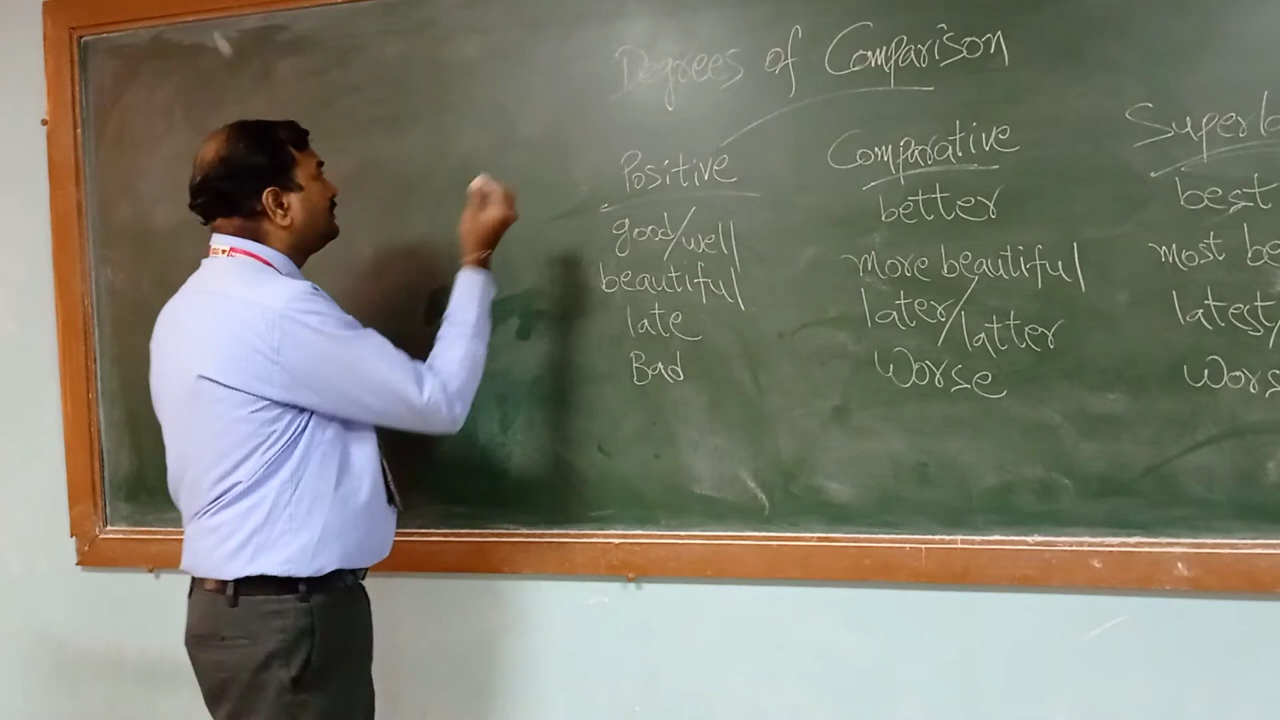 Degrees of Comparison
Positive Comparative Superl
good/well better best
beautiful more beautiful most be
late later/latter latest/
Bad Worse Wors